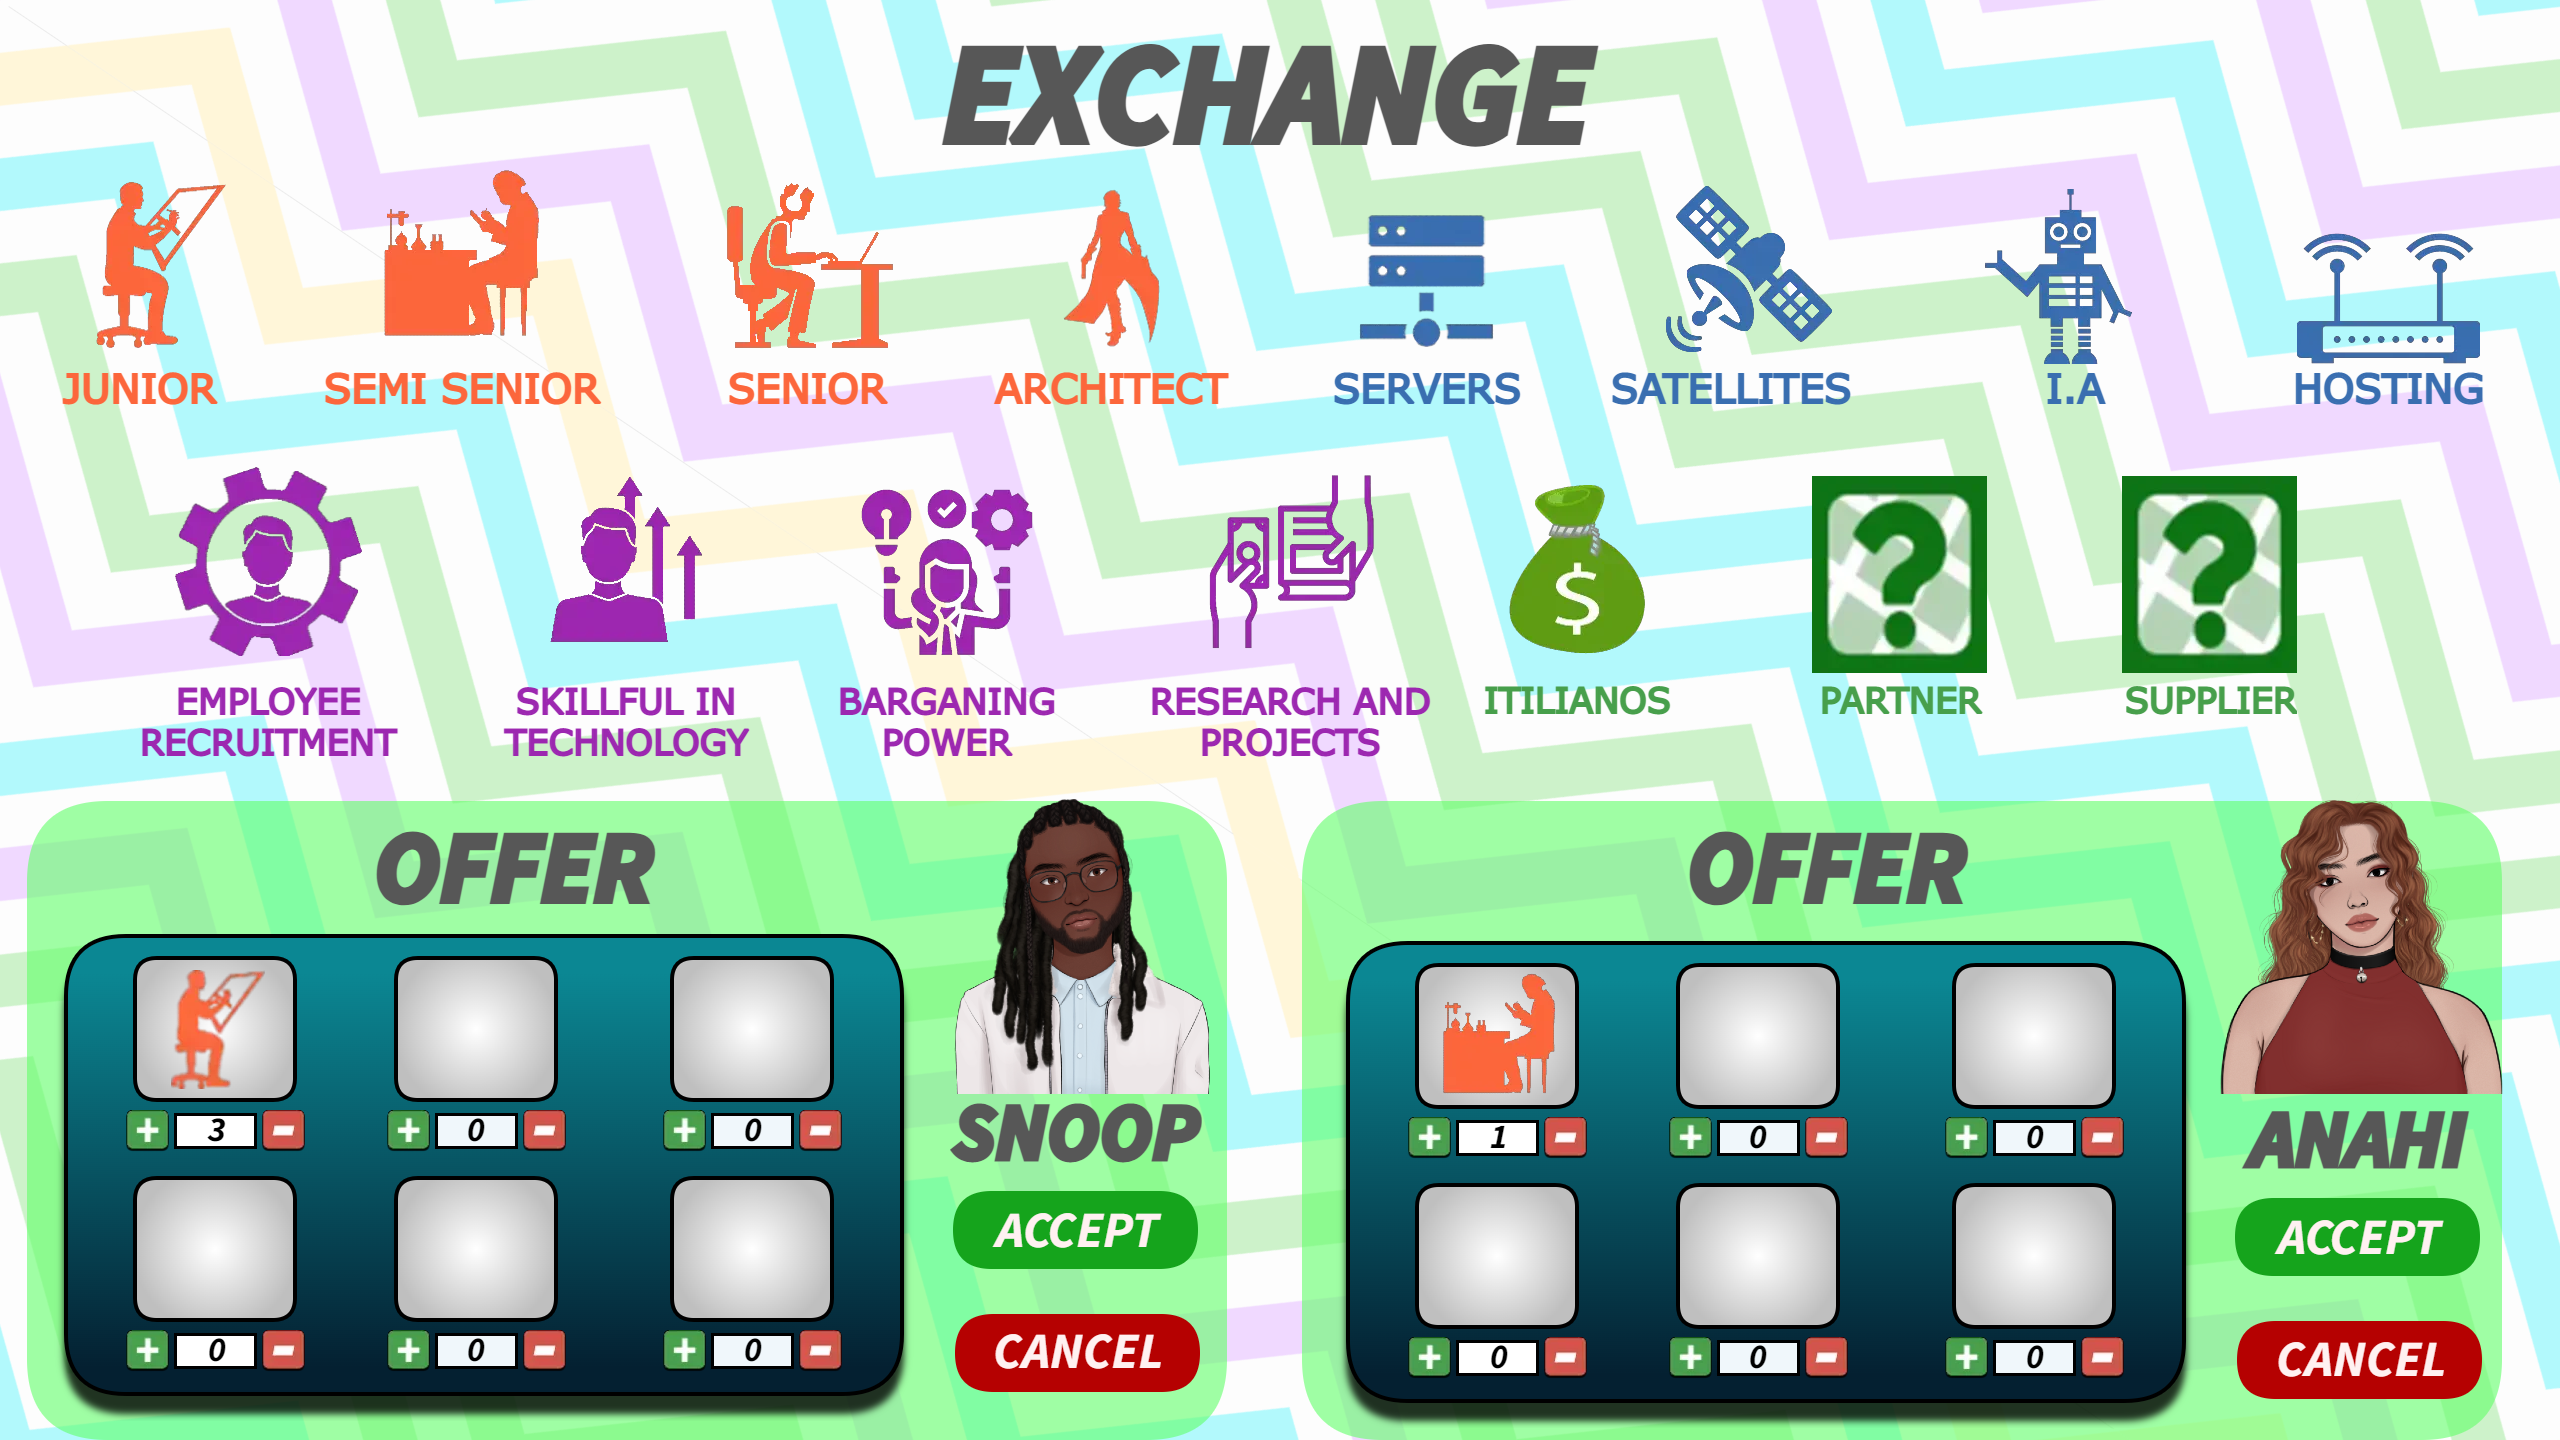 EXCHANGE
JUNIOR
SEMI SENIOR
SENIOR
ARCHITECT
SERVERS
SATELLITES
I.A
HOSTING
$
EMPLOYEE
RECRUITMENT
SKILLFUL IN
TECHNOLOGY
BARGANING
POWER
RESEARCH AND
PROJECTS
ITILIANOS
?
PARTNER
?
SUPPLIER
OFFER
+ 3 -
+ 0 -
+ 0 -
+ 0 -
+ 0 -
+ 0 -
SNOOP
ACCEPT
CANCEL
OFFER
+ 1 -
+ 0 -
+ 0 -
+ 0 -
+ 0 -
+ 0 -
ANAHI
ACCEPT
CANCEL